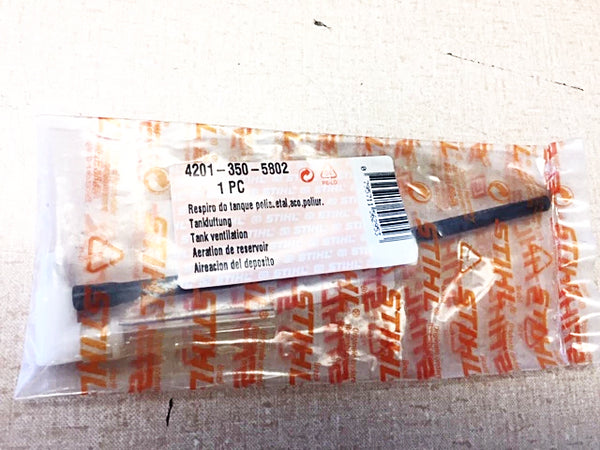 4201-350-5802
1 PC
Respiro do tanque
Tankluftung
Tank ventilation
Aeration de reservoir
Aireacion del deposito
STIHL